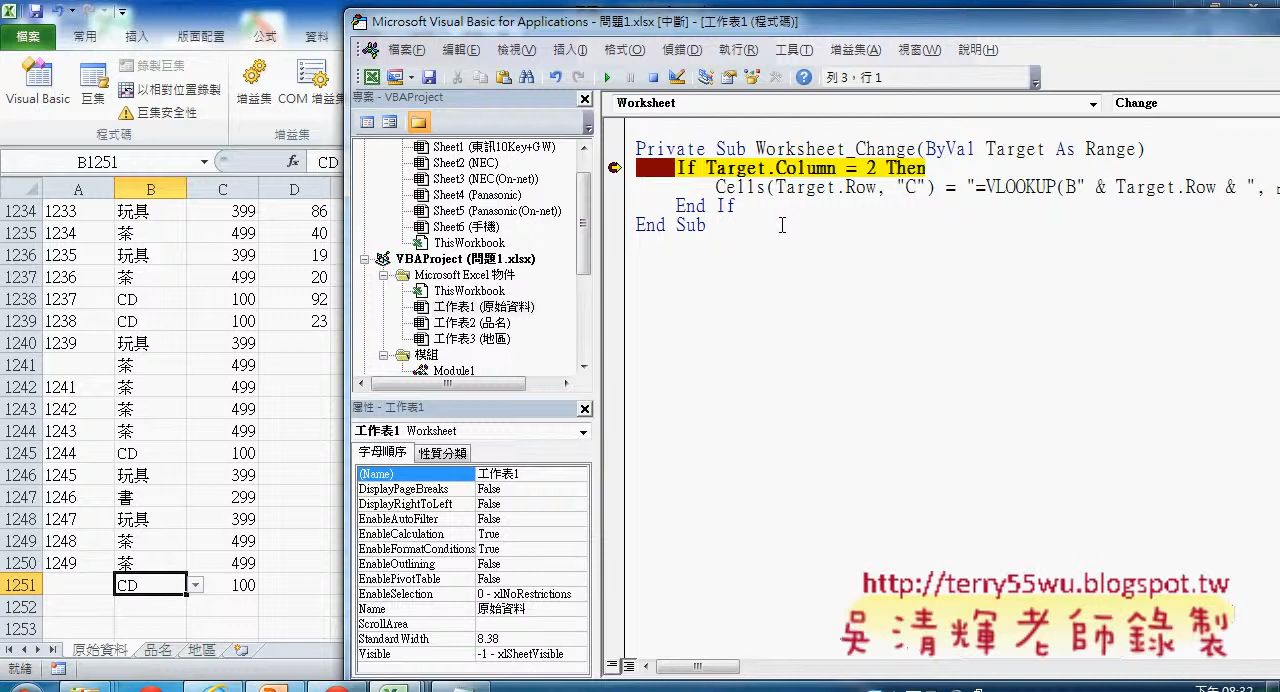 Microsoft Visual Basic for Applications - 問題1.xlsx [中斷] - [工作表1 (程式碼)]
檔案 常用 插入 版面配置 公式 資料
檔案(F) 編輯(E) 檢視(V) 插入(I) 格式(O) 偵錯(D) 執行(R) 工具(T) 增益集(A) 視窗(W) 說明(H)
錄製巨集
以相對位置錄製
巨集安全性
Visual Basic 巨集 增益集 COM 增益集
程式碼 增益集
列 3，行 1
專案 - VBAProject
Worksheet Change
B1251 fx CD
A B C D
1234 1233 玩具 399 86
1235 1234 茶 499 40
1236 1235 玩具 399 19
1237 1236 茶 499 20
1238 1237 CD 100 92
1239 1238 CD 100 23
1240 1239 玩具 399
1241 茶 499
1242 1241 茶 499
1243 1242 茶 499
1244 1243 茶 499
1245 1244 CD 100
1246 1245 玩具 399
1247 1246 書 299
1248 1247 玩具 399
1249 1248 茶 499
1250 1249 茶 499
1251 CD 100
1252
1253
原始資料 品名 地區
就緒
Sheet1 (東訊10Key+GW)
Sheet2 (NEC)
Sheet3 (NEC(On-net))
Sheet4 (Panasonic)
Sheet5 (Panasonic(On-net)
Sheet6 (手機)
ThisWorkbook
VBAProject (問題1.xlsx)
Microsoft Excel 物件
ThisWorkbook
工作表1 (原始資料)
工作表2 (品名)
工作表3 (地區)
模組
Module1
屬性 - 工作表1
工作表1 Worksheet
字母順序 性質分類
(Name) 工作表1
DisplayPageBreaks False
DisplayRightToLeft False
EnableAutoFilter False
EnableCalculation True
EnableFormatConditions True
EnableOutlining False
EnablePivotTable False
EnableSelection 0 - xlNoRestrictions
Name 原始資料
ScrollArea
StandardWidth 8.38
Visible -1 - xlSheetVisible
Private Sub Worksheet_Change(ByVal Target As Range)
If Target.Column = 2 Then
Cells(Target.Row, "C") = "=VLOOKUP(B" & Target.Row & ",
End If
End Sub
http://terry55wu.blogspot.tw
吳清輝老師錄製